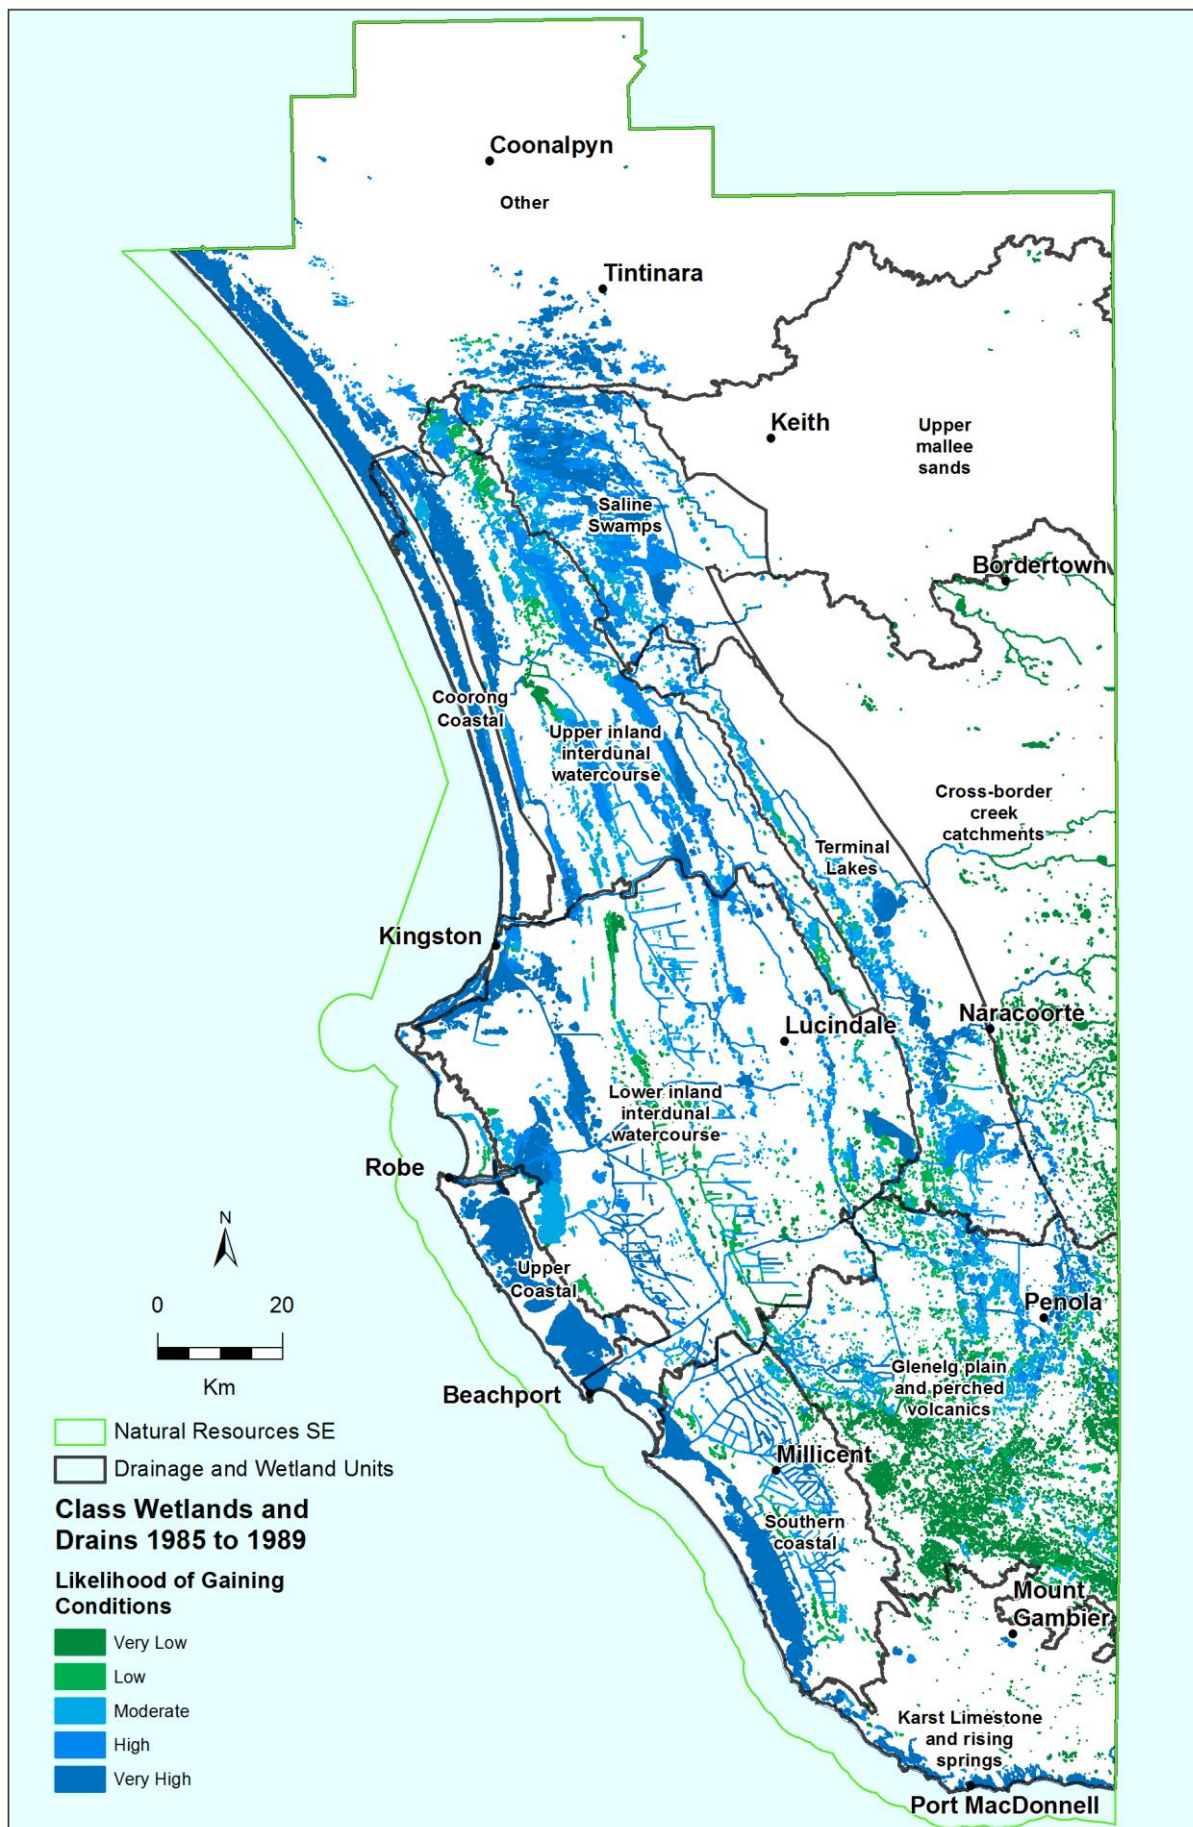 Coonalpyn
Other
Tintinara
Keith
Upper
mallee
sands
Saline
Swamps
Bordertown
Coorong
Coastal
Upper inland
interdunal
watercourse
Cross-border
creek
catchments
Terminal
Lakes
Kingston
Naracoorte
Lucindale
Lower inland
interdunal
watercourse
Robe
N
Upper
Coastal
0 20
Km
Penola
Glenelg plain
and perched
volcanics
Beachport
Millicent
Southern
coastal
Mount
Gambier
Karst Limestone
and rising
springs
Port MacDonnell
Natural Resources SE
Drainage and Wetland Units
Class Wetlands and
Drains 1985 to 1989
Likelihood of Gaining
Conditions
Very Low
Low
Moderate
High
Very High